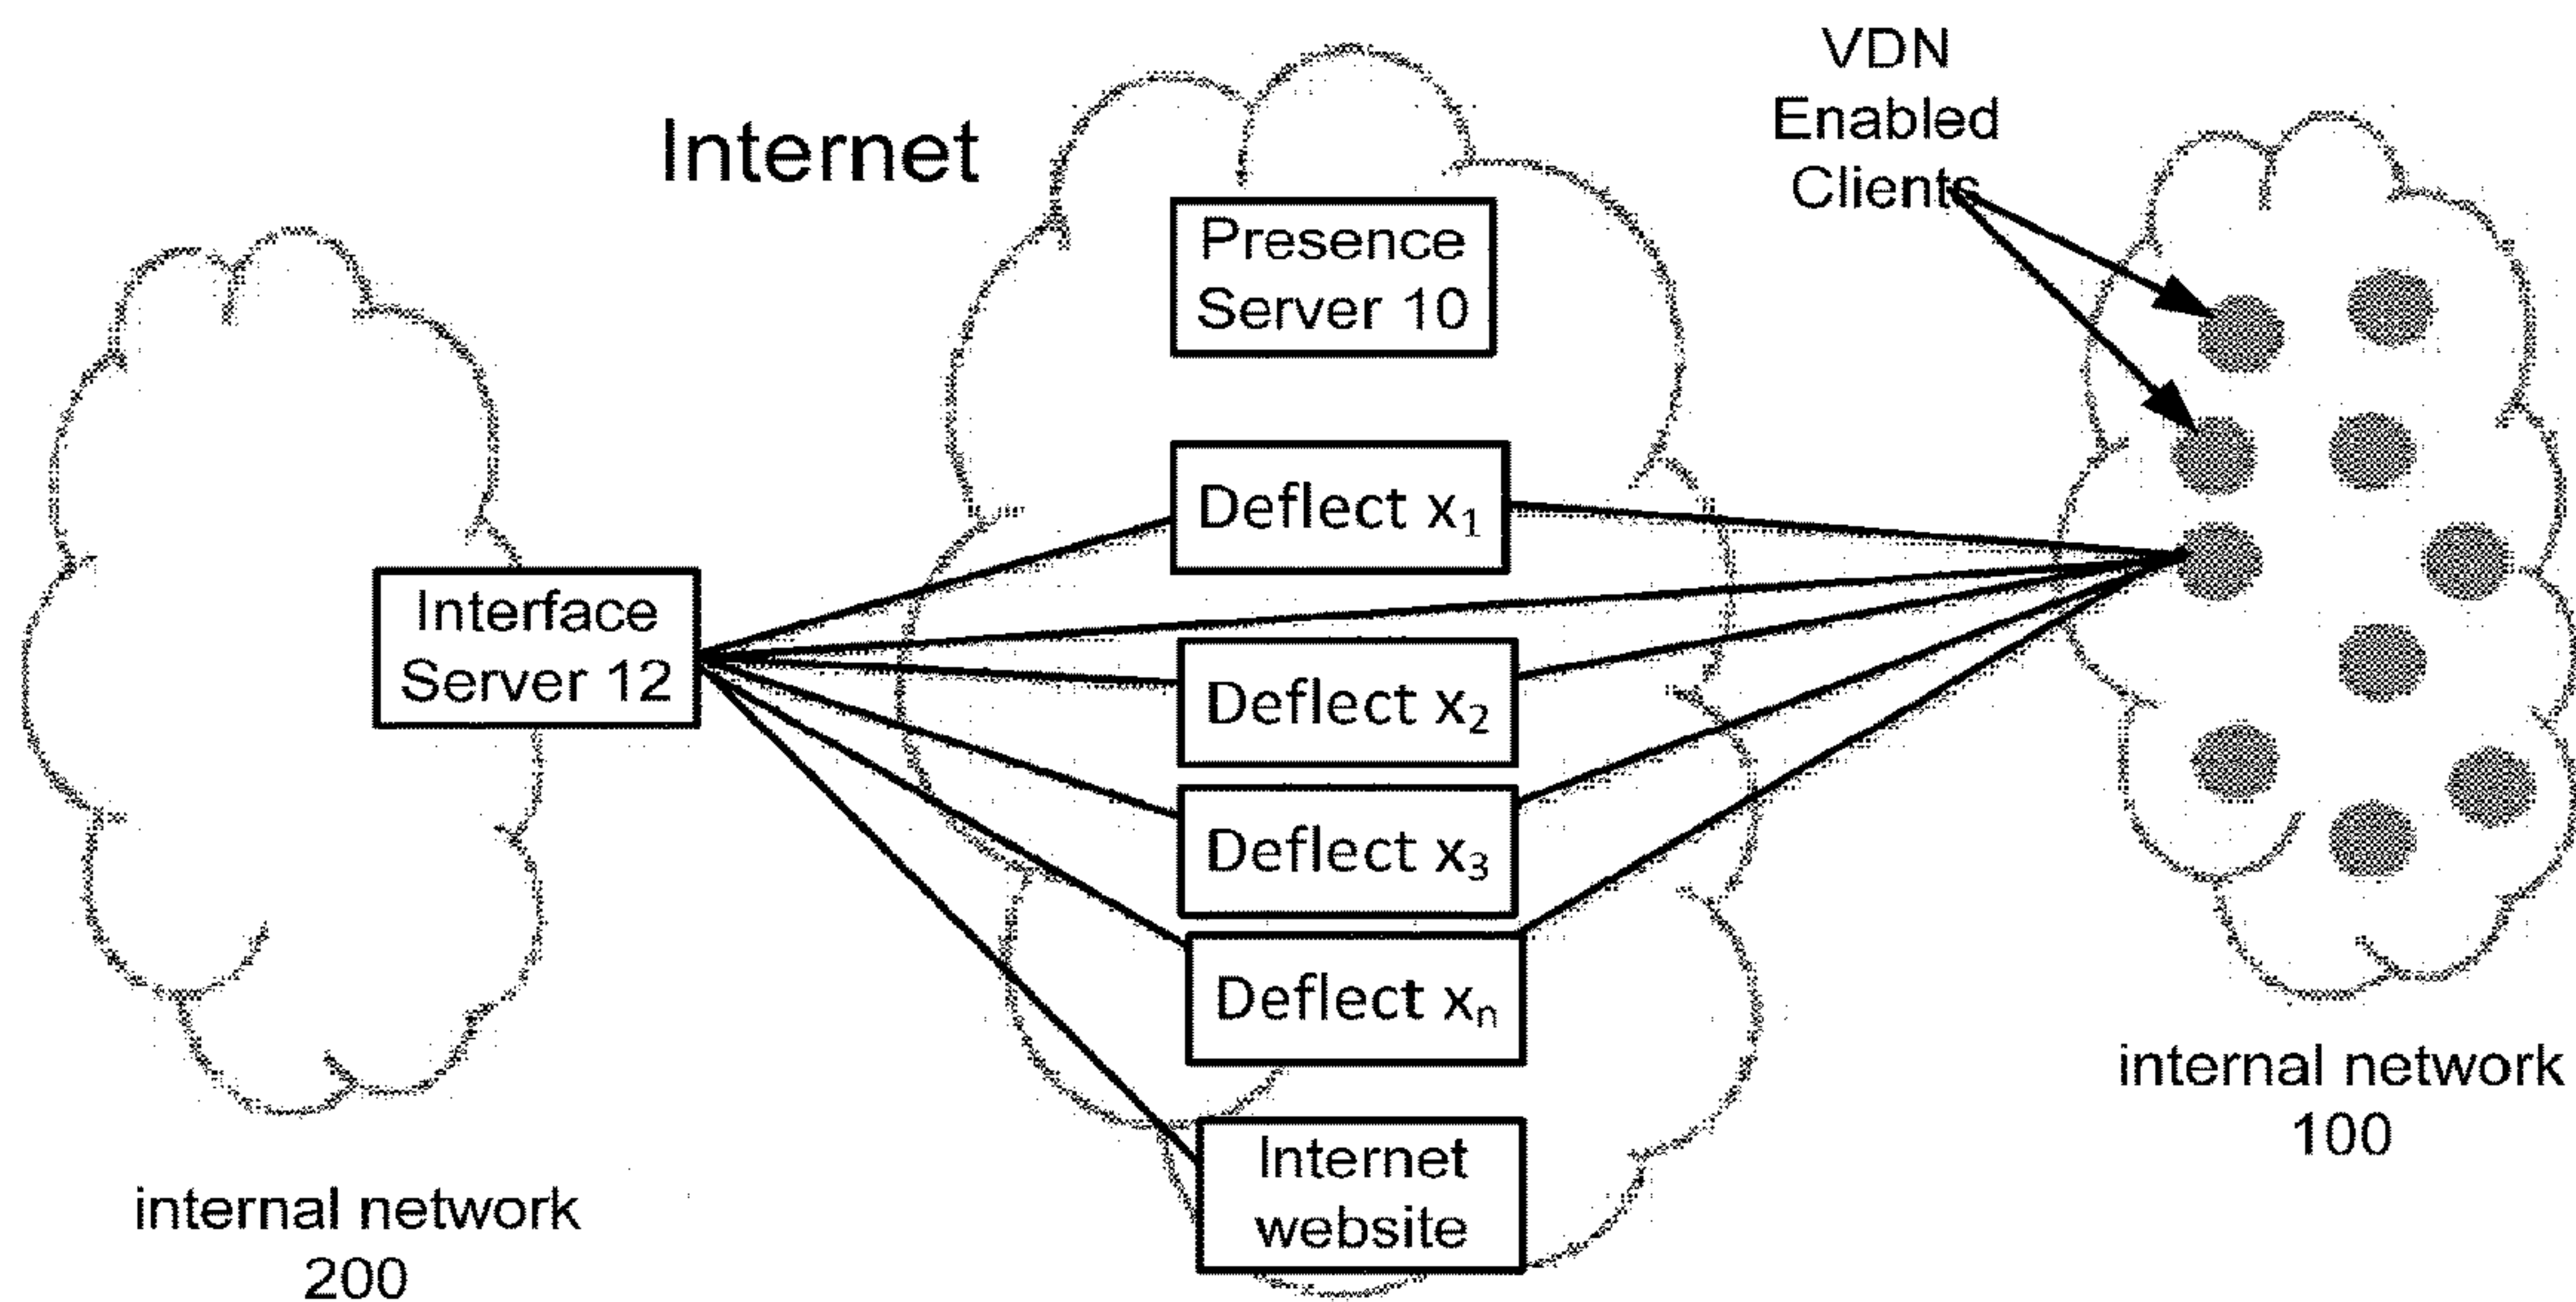 Internet
VDN
Enabled
Clients
Presence
Server 10
Deflect x₁
Interface
Server 12
Deflect x₂
Deflect x₃
Deflect xₙ
Internet
website
internal network
100
internal network
200